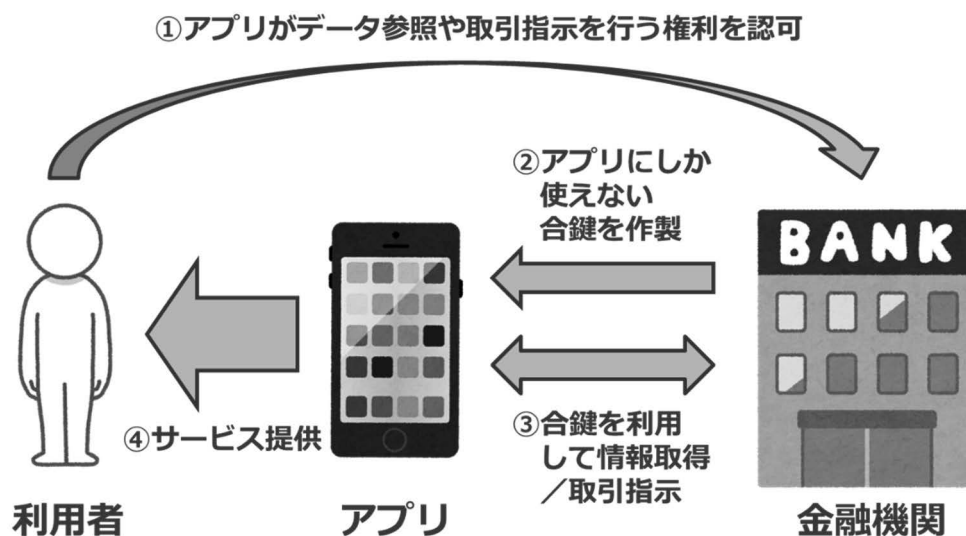 ①アプリがデータ参照や取引指示を行う権利を認可
②アプリにしか
使えない
合鍵を作製
BANK
④サービス提供
③合鍵を利用
して情報取得
／取引指示
利用者
アプリ
金融機関